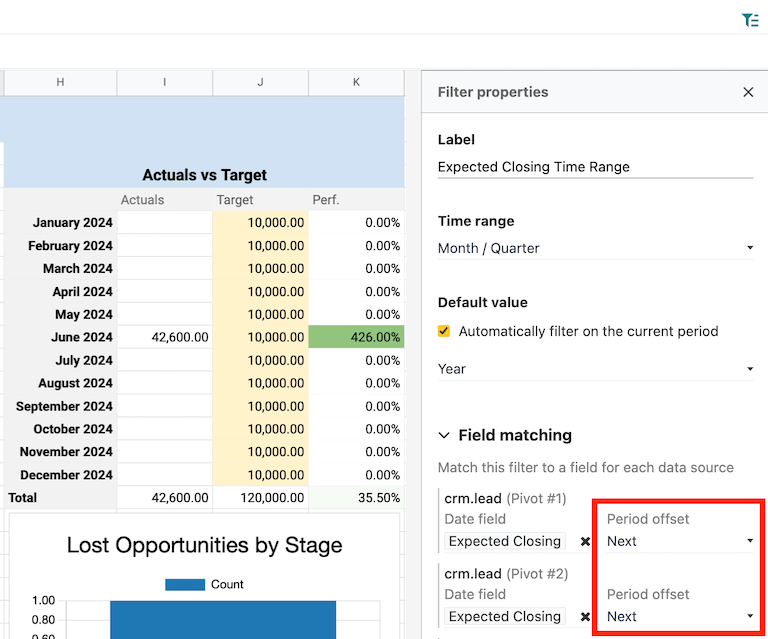 H I J K
Actuals vs Target
Actuals Target Perf.
January 2024 10,000.00 0.00%
February 2024 10,000.00 0.00%
March 2024 10,000.00 0.00%
April 2024 10,000.00 0.00%
May 2024 10,000.00 0.00%
June 2024 42,600.00 10,000.00 426.00%
July 2024 10,000.00 0.00%
August 2024 10,000.00 0.00%
September 2024 10,000.00 0.00%
October 2024 10,000.00 0.00%
November 2024 10,000.00 0.00%
December 2024 10,000.00 0.00%
Total 42,600.00 120,000.00 35.50%
Lost Opportunities by Stage
Count
1.00
0.80
0.60
Filter properties
Label
Expected Closing Time Range
Time range
Month / Quarter
Default value
Automatically filter on the current period
Year
Field matching
Match this filter to a field for each data source
crm.lead (Pivot #1)
Date field Period offset
Expected Closing Next
crm.lead (Pivot #2)
Date field Period offset
Expected Closing Next